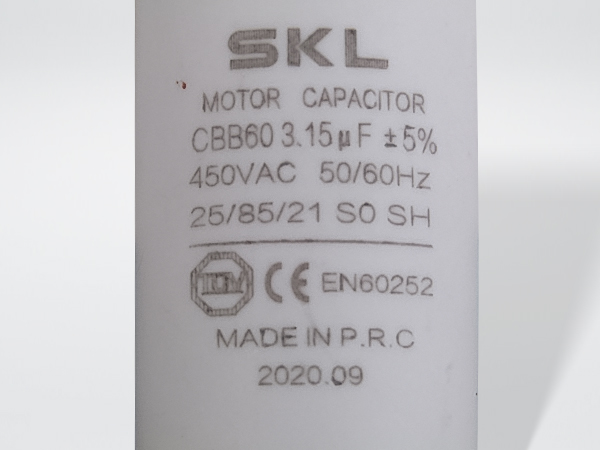 SKL
MOTOR CAPACITOR
CBB60 3.15µF ±5%
450VAC 50/60Hz
25/85/21 S0 SH
TÜV CE EN60252
MADE IN P.R.C
2020.09